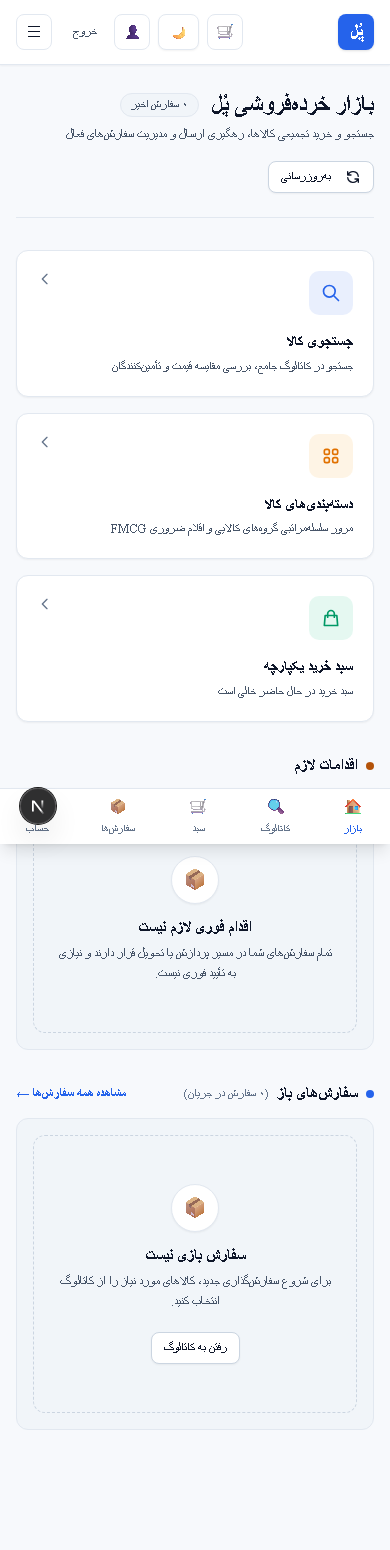 پُل
خروج
بازار خرده‌فروشی پُل
۰ سفارش اخیر
جستجو و خرید تجمیعی کالاها، رهگیری ارسال و مدیریت سفارش‌های فعال
به‌روزرسانی
جستجوی کالا
جستجو در کاتالوگ جامع، بررسی مقایسه قیمت و تأمین‌کنندگان
دسته‌بندی‌های کالا
مرور سلسله‌مراتبی گروه‌های کالایی و اقلام ضروری FMCG
سبد خرید یکپارچه
سبد خرید در حال حاضر خالی است
اقدامات لازم
بازار
کاتالوگ
سبد
سفارش‌ها
حساب
N
اقدام فوری لازم نیست
تمام سفارش‌های شما در مسیر پردازش یا تحویل قرار دارند و نیازی
به تأیید فوری نیست.
سفارش‌های باز (۰ سفارش در جریان)
مشاهده همه سفارش‌ها ←
سفارش بازی نیست
برای شروع سفارش‌گذاری جدید، کالاهای مورد نیاز را از کاتالوگ
انتخاب کنید.
رفتن به کاتالوگ